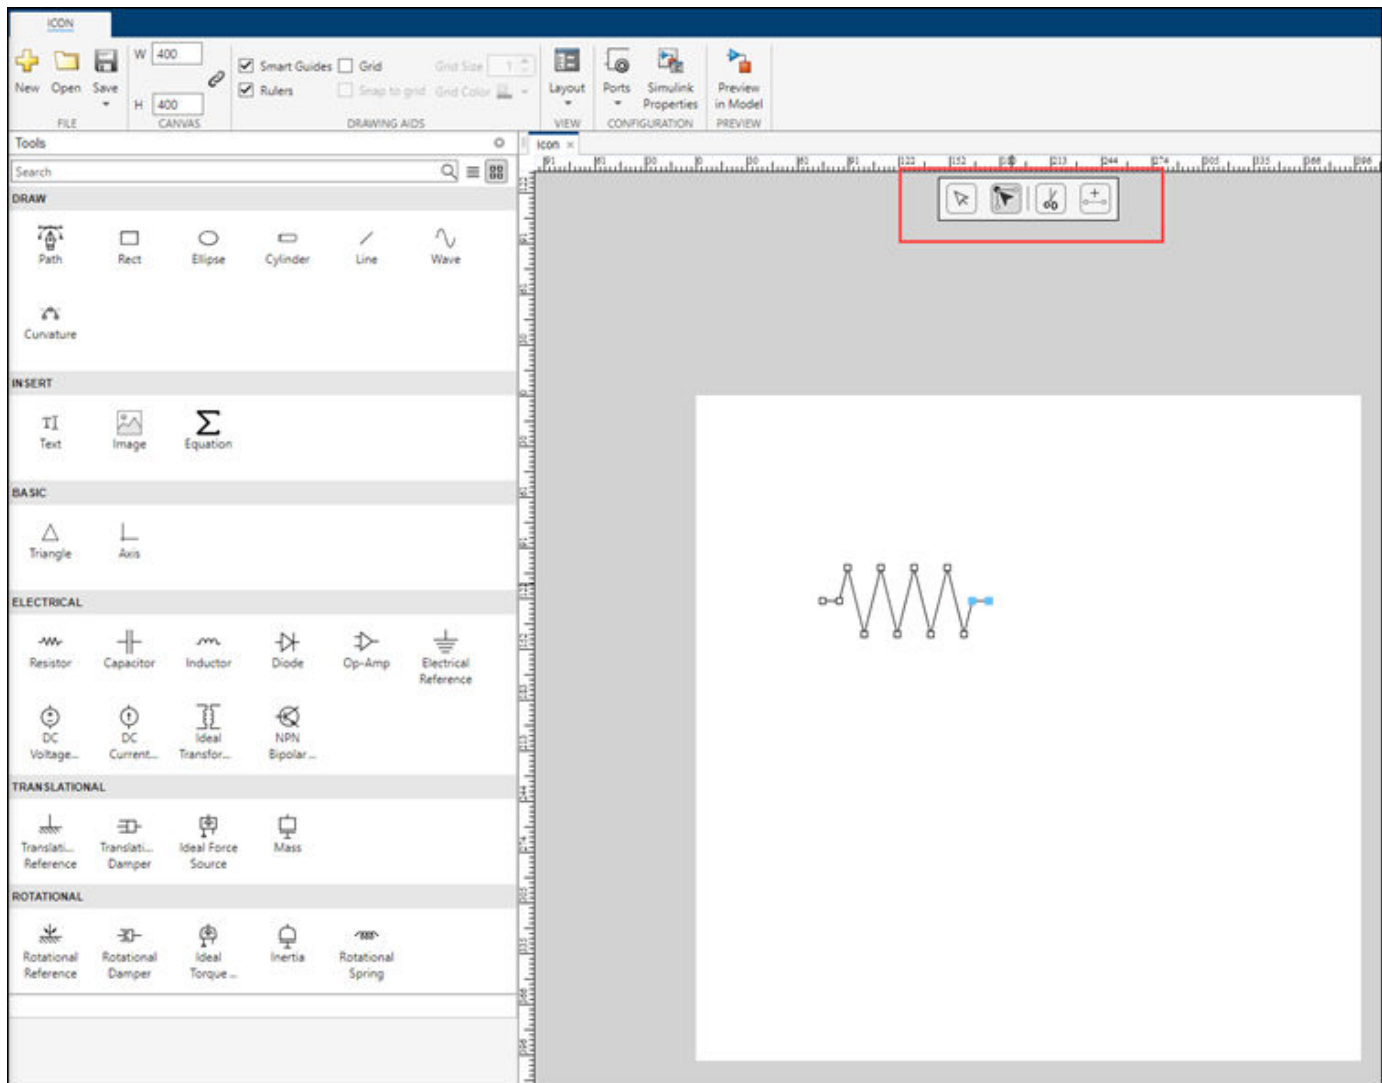 ICON
W 400
H 400
New Open Save
Smart Guides Grid Grid Size 1
Rulers Snap to grid Grid Color
Layout Ports Simulink Properties Preview in Model
FILE CANVAS DRAWING AIDS VIEW CONFIGURATION PREVIEW
Tools
icon ×
Search
DRAW
Path Rect Ellipse Cylinder Line Wave
Curvature
INSERT
TI
Text Image Equation
BASIC
Triangle Axis
ELECTRICAL
Resistor Capacitor Inductor Diode Op-Amp Electrical Reference
DC Voltage... DC Current... Ideal Transfor... NPN Bipolar...
TRANSLATIONAL
Translati... Reference Translati... Damper Ideal Force Source Mass
ROTATIONAL
Rotational Reference Rotational Damper Ideal Torque... Inertia Rotational Spring